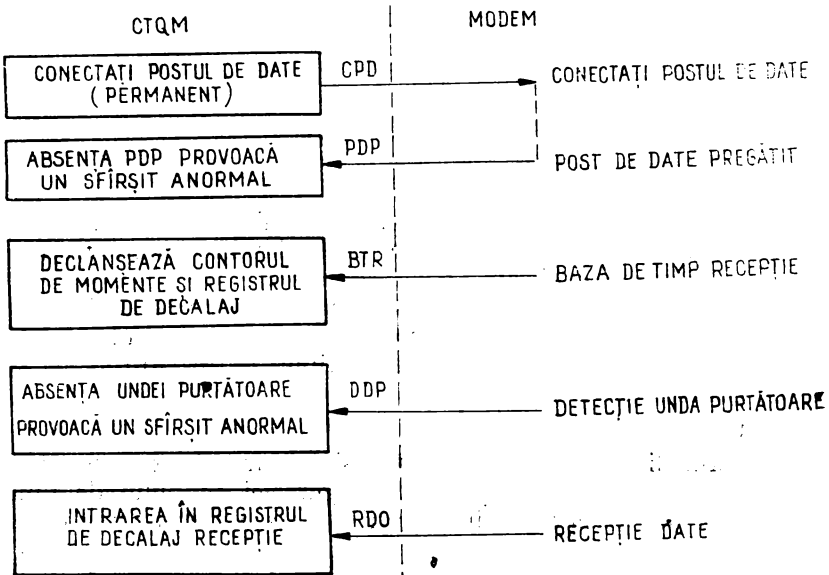 CTQM
MODEM
CONECTAȚI POSTUL DE DATE
(PERMANENT)
CPD
CONECTAȚI POSTUL DE DATE
ABSENȚA PDP PROVOACĂ
UN SFÎRȘIT ANORMAL
PDP
POST DE DATE PREGĂTIT
DECLANȘEAZĂ CONTORUL
DE MOMENTE ȘI REGISTRUL
DE DECALAJ
BTR
BAZA DE TIMP RECEPȚIE
ABSENȚA UNDEI PURTĂTOARE
PROVOACĂ UN SFÎRȘIT ANORMAL
DDP
DETECȚIE UNDA PURTĂTOARE
INTRAREA ÎN REGISTRUL
DE DECALAJ RECEPȚIE
RDO
RECEPȚIE DATE